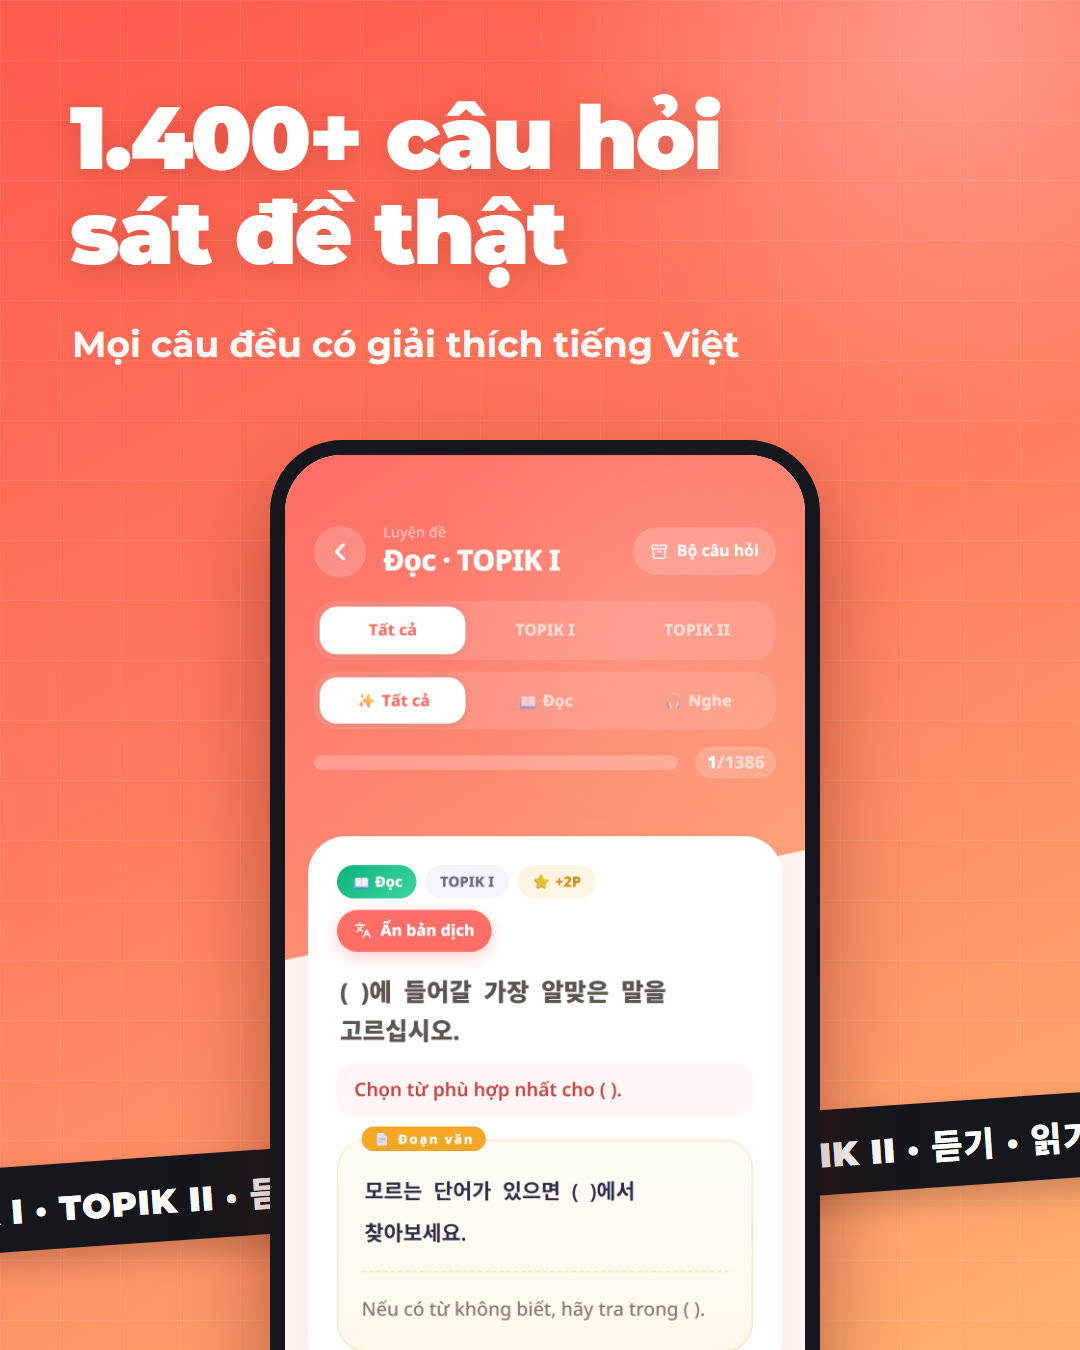 1.400+ câu hỏi
sát đề thật
Mọi câu đều có giải thích tiếng Việt
Luyện đề
Đọc · TOPIK I
Bộ câu hỏi
Tất cả
TOPIK I
TOPIK II
Tất cả
Đọc
Nghe
1/1386
Đọc
TOPIK I
+2P
Ẩn bản dịch
( )에 들어갈 가장 알맞은 말을
고르십시오.
Chọn từ phù hợp nhất cho ( ).
Đoạn văn
모르는 단어가 있으면 ( )에서
찾아보세요.
Nếu có từ không biết, hãy tra trong ( ).
I • TOPIK II •
IK II • 듣기 •